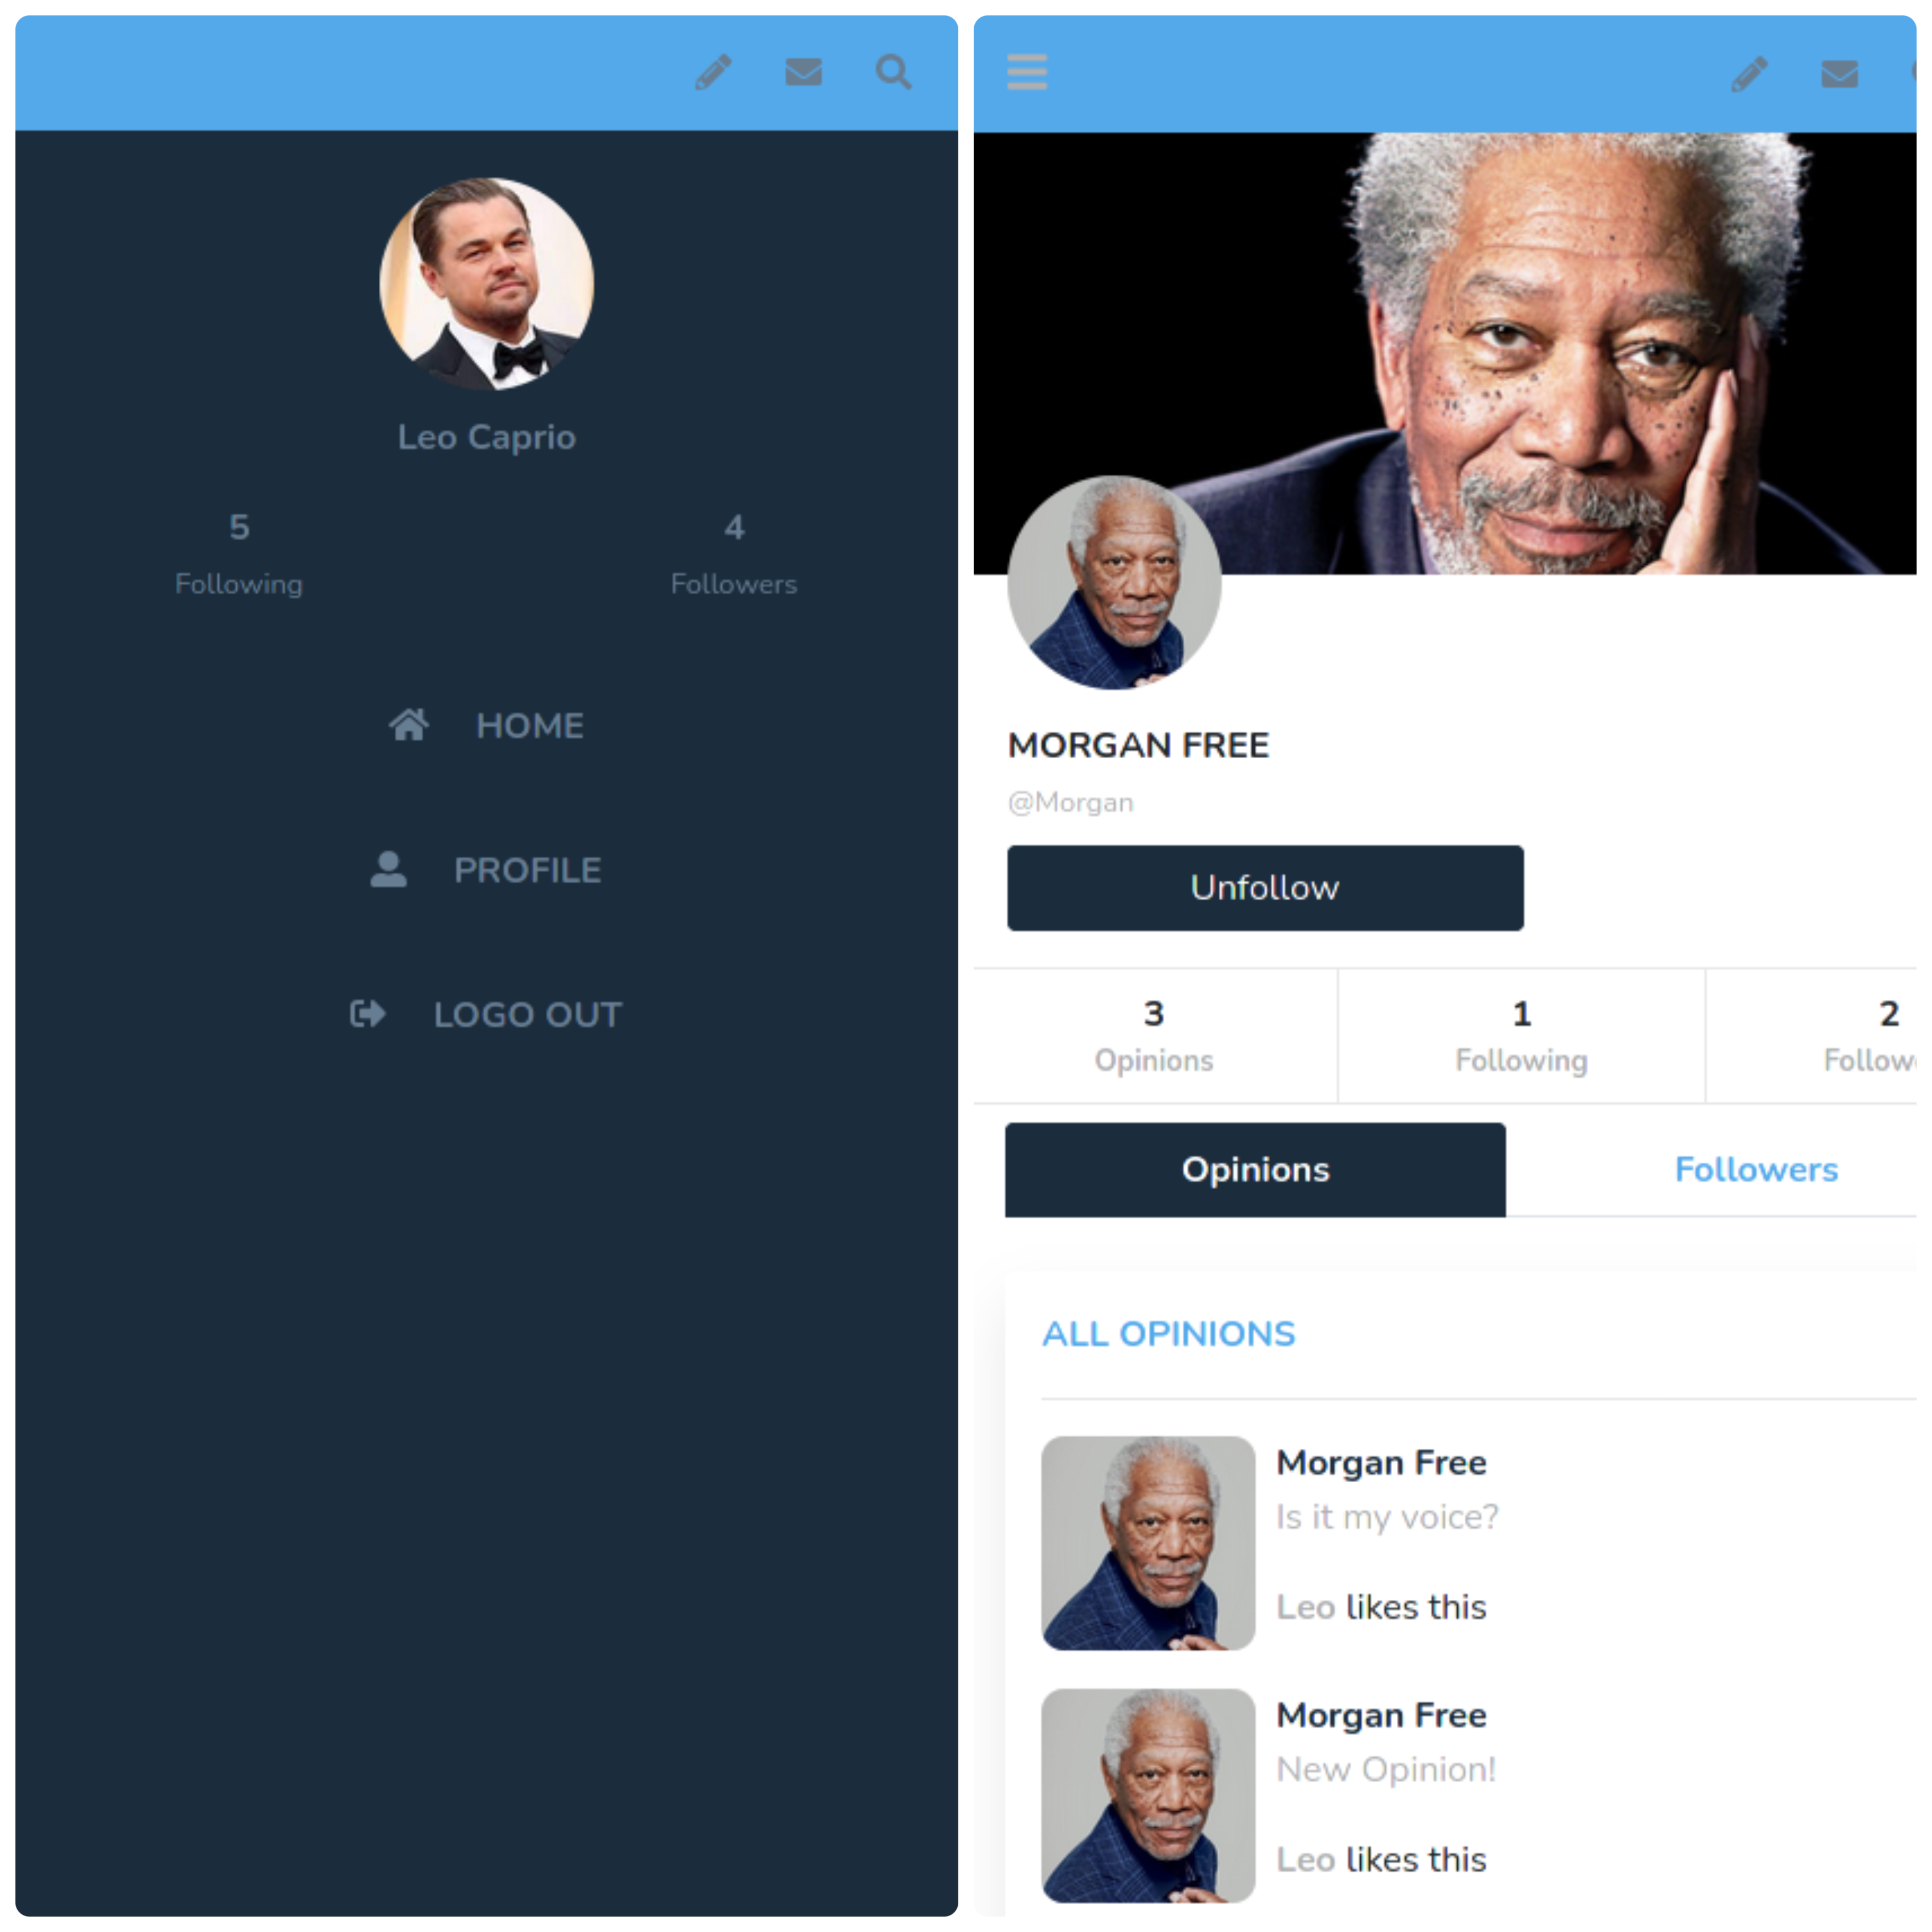 Leo Caprio
5
Following
4
Followers
HOME
PROFILE
LOGO OUT
MORGAN FREE
@Morgan
Unfollow
3
Opinions
1
Following
2
Follow
Opinions
Followers
ALL OPINIONS
Morgan Free
Is it my voice?
Leo likes this
Morgan Free
New Opinion!
Leo likes this